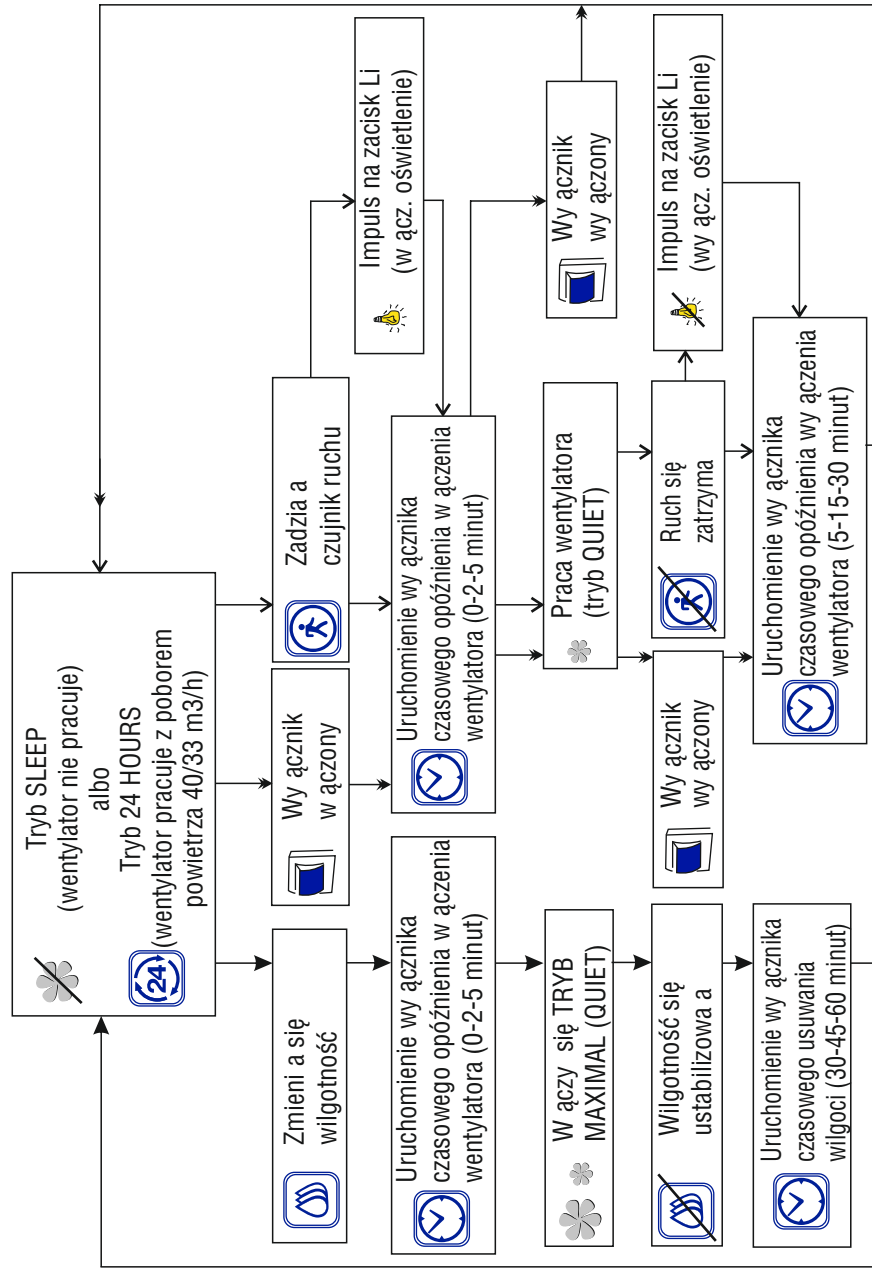 Tryb SLEEP
(wentylator nie pracuje)
albo
Tryb 24 HOURS
(wentylator pracuje z poborem
powietrza 40/33 m3/h)
24
Zmieni a się
wilgotność
Uruchomienie wy ącznika
czasowego opóźnienia w ączenia
wentylatora (0-2-5 minut)
W ączy się TRYB
MAXIMAL (QUIET)
Wilgotność się
ustabilizowa a
Uruchomienie wy ącznika
czasowego usuwania
wilgoci (30-45-60 minut)
Wy ącznik
w ączony
Zadzia a
czujnik ruchu
Impuls na zacisk Li
(w ącz. oświetlenie)
Uruchomienie wy ącznika
czasowego opóźnienia w ączenia
wentylatora (0-2-5 minut)
Praca wentylatora
(tryb QUIET)
Wy ącznik
wy ączony
Wy ącznik
wy ączony
Ruch się
zatrzyma
Impuls na zacisk Li
(wy ącz. oświetlenie)
Uruchomienie wy ącznika
czasowego opóźnienia wy ączenia
wentylatora (5-15-30 minut)